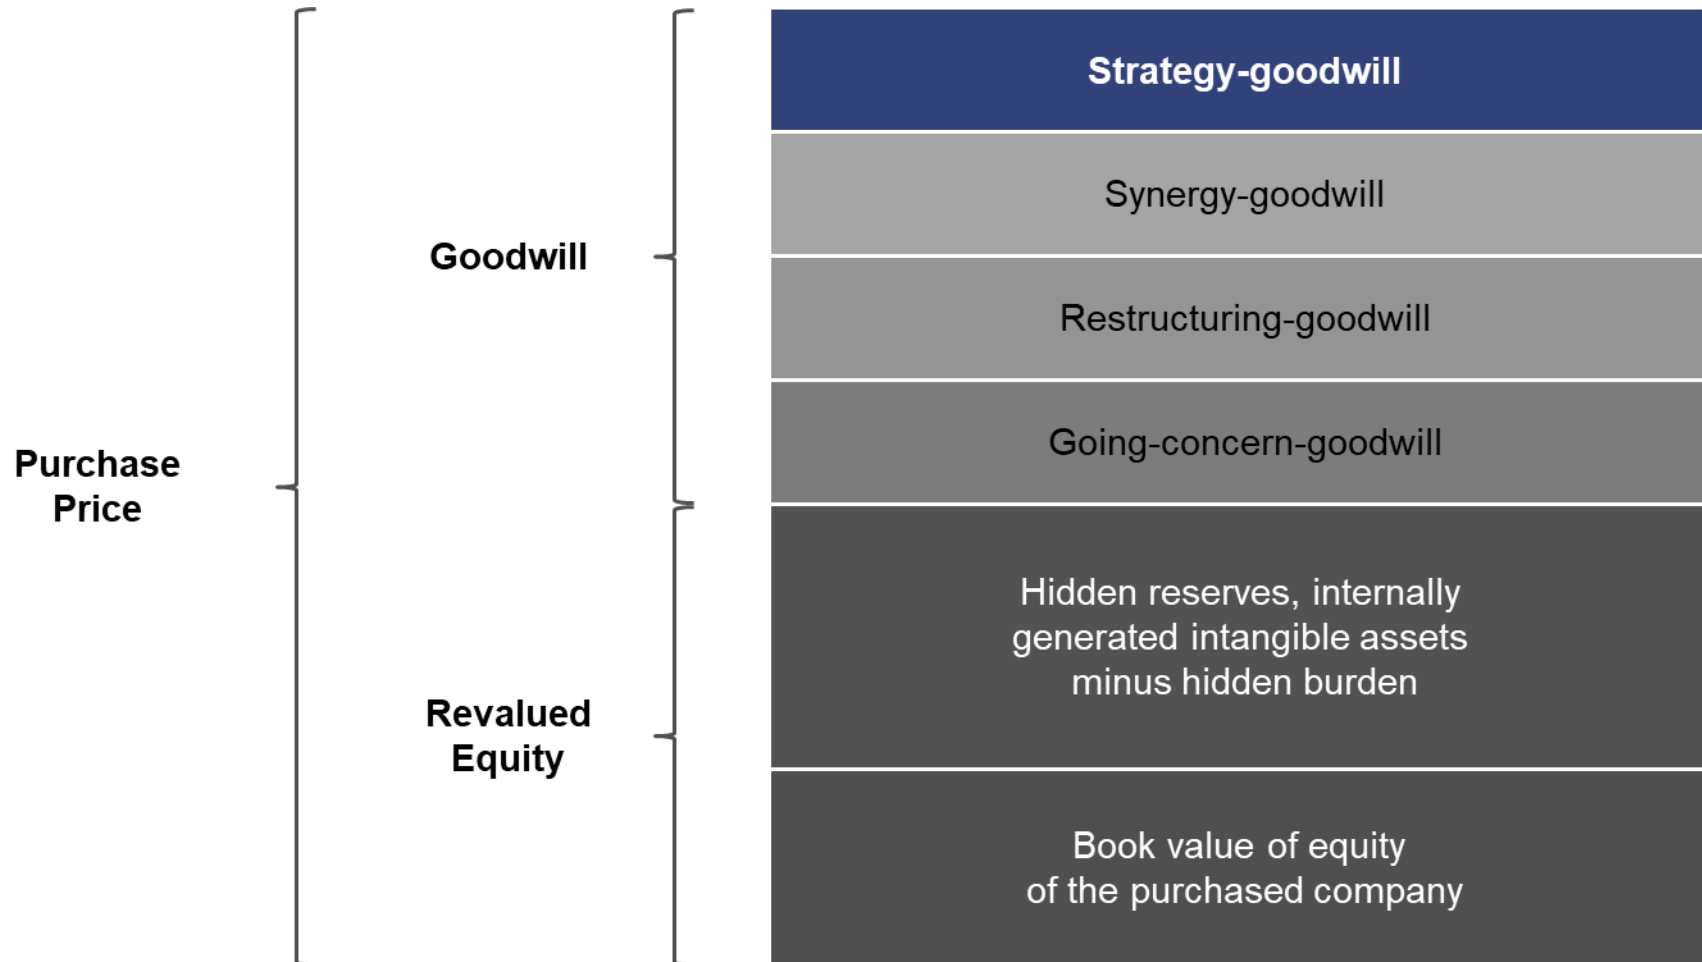 Strategy-goodwill
Synergy-goodwill
Goodwill
Restructuring-goodwill
Going-concern-goodwill
Purchase
Price
Hidden reserves, internally
generated intangible assets
minus hidden burden
Revalued
Equity
Book value of equity
of the purchased company